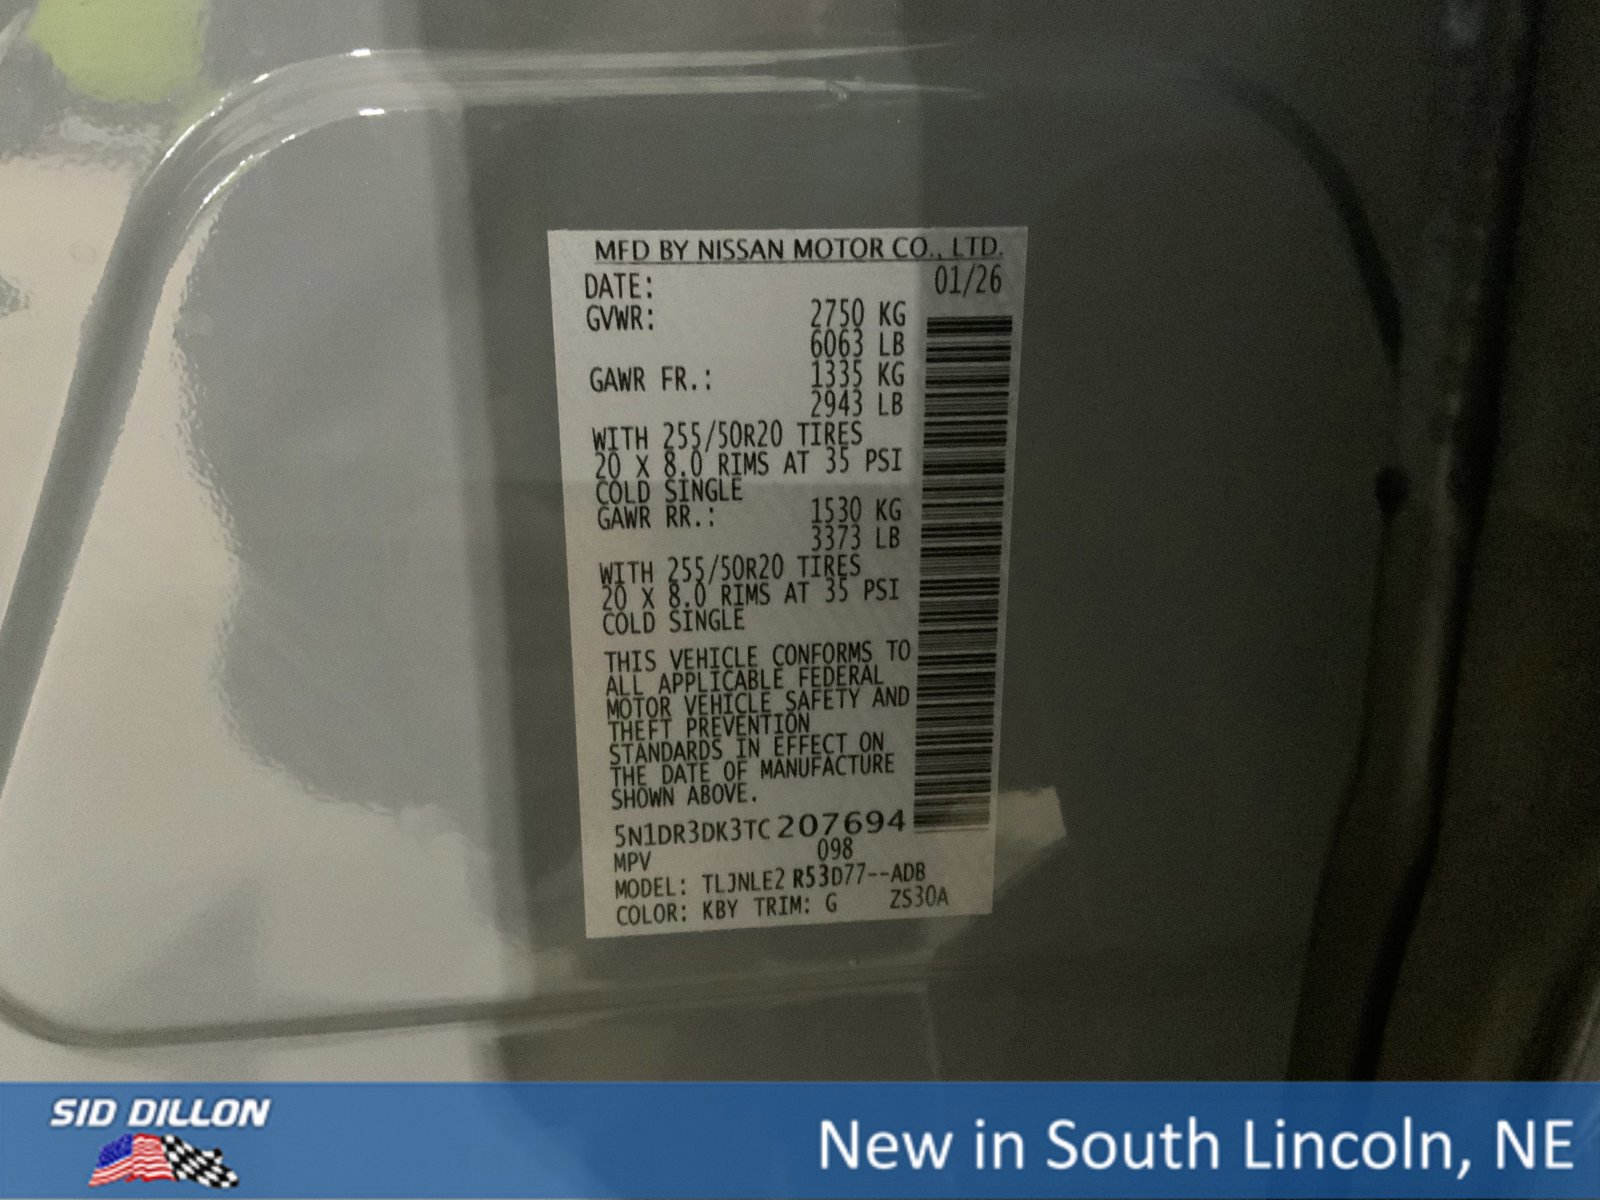 MFD BY NISSAN MOTOR CO., LTD.
DATE: 01/26
GVWR: 2750 KG
6063 LB
GAWR FR.: 1335 KG
2943 LB
WITH 255/50R20 TIRES
20 X 8.0 RIMS AT 35 PSI
COLD SINGLE
GAWR RR.: 1530 KG
3373 LB
WITH 255/50R20 TIRES
20 X 8.0 RIMS AT 35 PSI
COLD SINGLE
THIS VEHICLE CONFORMS TO
ALL APPLICABLE FEDERAL
MOTOR VEHICLE SAFETY AND
THEFT PREVENTION
STANDARDS IN EFFECT ON
THE DATE OF MANUFACTURE
SHOWN ABOVE.
5N1DR3DK3TC207694
MPV 098
MODEL: TLJNLE2 R53D77--ADB
COLOR: KBY TRIM: G ZS30A
SID DILLON
New in South Lincoln, NE